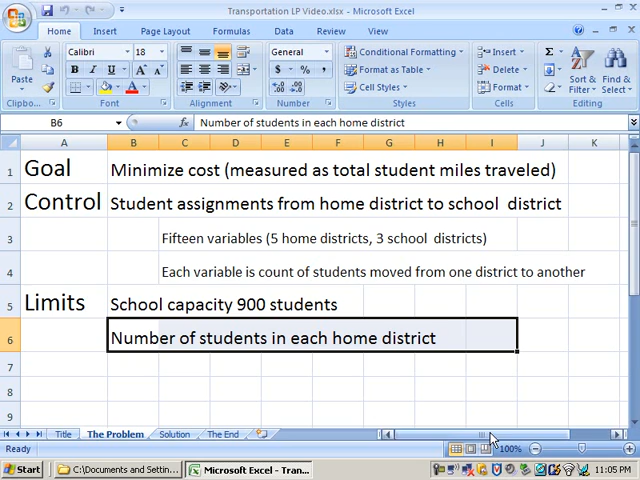 Transportation LP Video.xlsx - Microsoft Excel
Home Insert Page Layout Formulas Data Review View
Paste
Calibri 18
B I U A A
General
$ % ,
Conditional Formatting
Format as Table
Cell Styles
Insert
Delete
Format
Σ
Sort & Filter
Find & Select
Clipboa... Font Alignment Number Styles Cells Editing
B6 fx Number of students in each home district
A B C D E F G H I J K
1 Goal Minimize cost (measured as total student miles traveled)
2 Control Student assignments from home district to school district
3 Fifteen variables (5 home districts, 3 school districts)
4 Each variable is count of students moved from one district to another
5 Limits School capacity 900 students
6 Number of students in each home district
7
8
9
Title The Problem Solution The End
Ready 100%
Start C:\Documents and Settin... Microsoft Excel - Tran... 11:05 PM